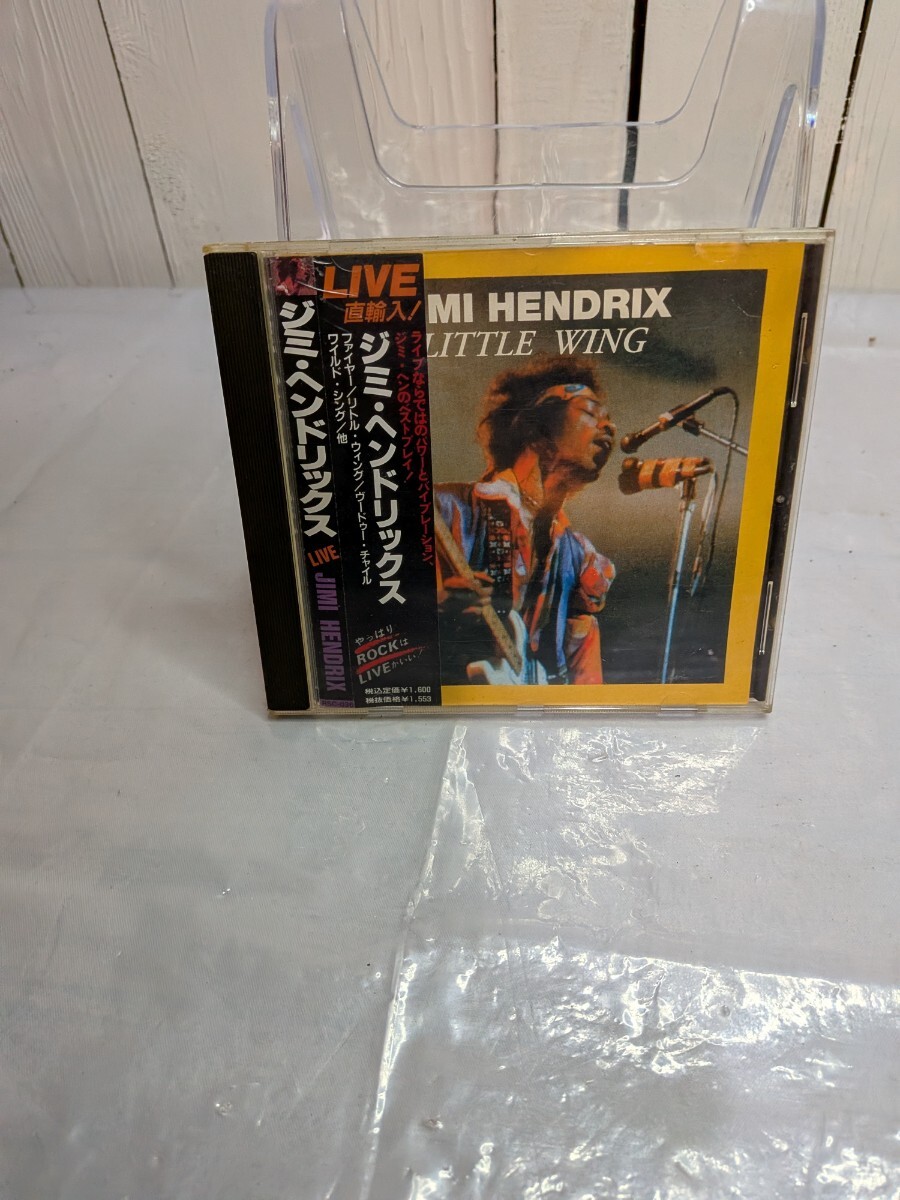 ジミ・ヘンドリックス
LIVE
JIMI HENDRIX
LIVE
直輸入!
ライブならではのパワーとバイブレーション、
ジミ・ヘンのベストプレイ!
ジミ・ヘンドリックス
ファイヤー/リトル・ウィング/ヴードゥー・チャイル
ワイルド・シング/他
やっぱり
ROCKは
LIVEがいい!
税込定価¥1,600
税抜価格¥1,553
MI HENDRIX
LITTLE WING